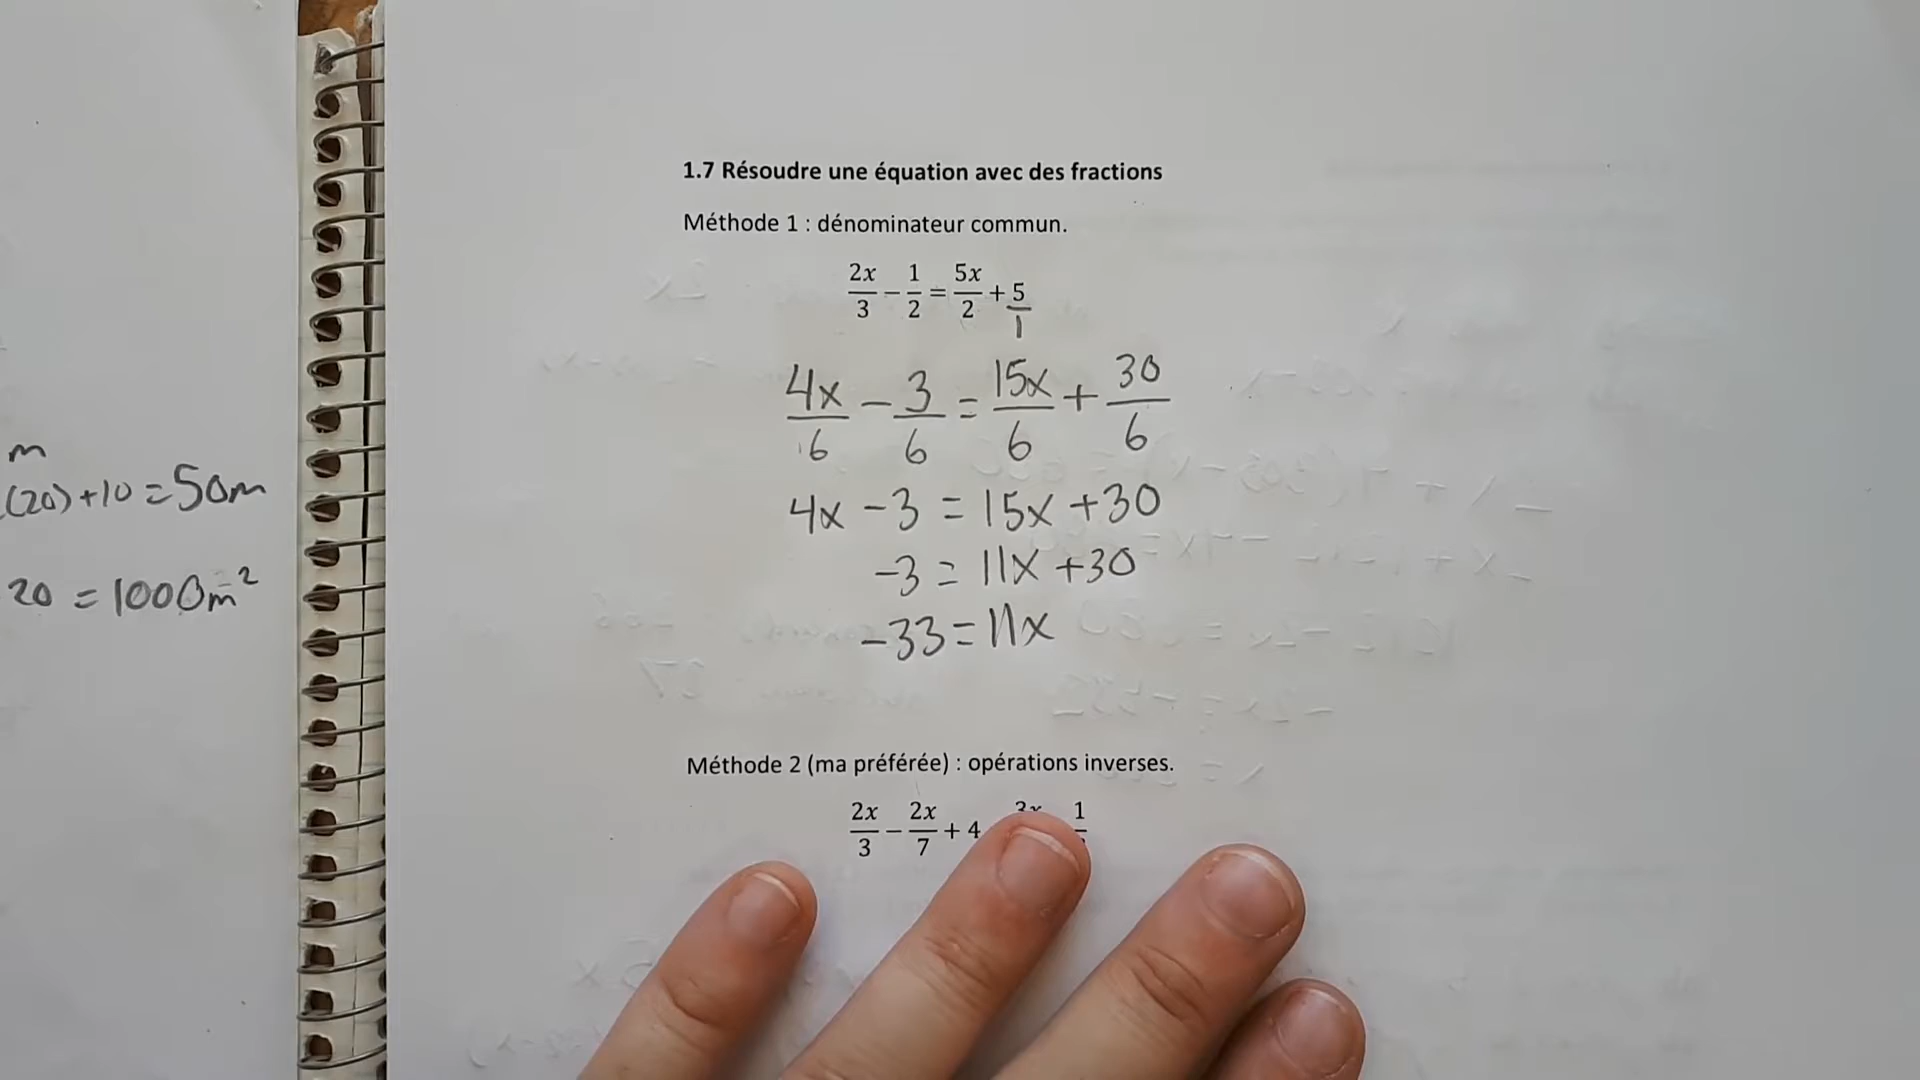 m
(20) +10 = 50m
20 = 1000m²
1.7 Résoudre une équation avec des fractions
Méthode 1 : dénominateur commun.
2x/3 − 1/2 = 5x/2 + 5/1
4x/6 − 3/6 = 15x/6 + 30/6
4x − 3 = 15x + 30
−3 = 11x + 30
−33 = 11x
Méthode 2 (ma préférée) : opérations inverses.
2x/3 − 2x/7 + 4 1